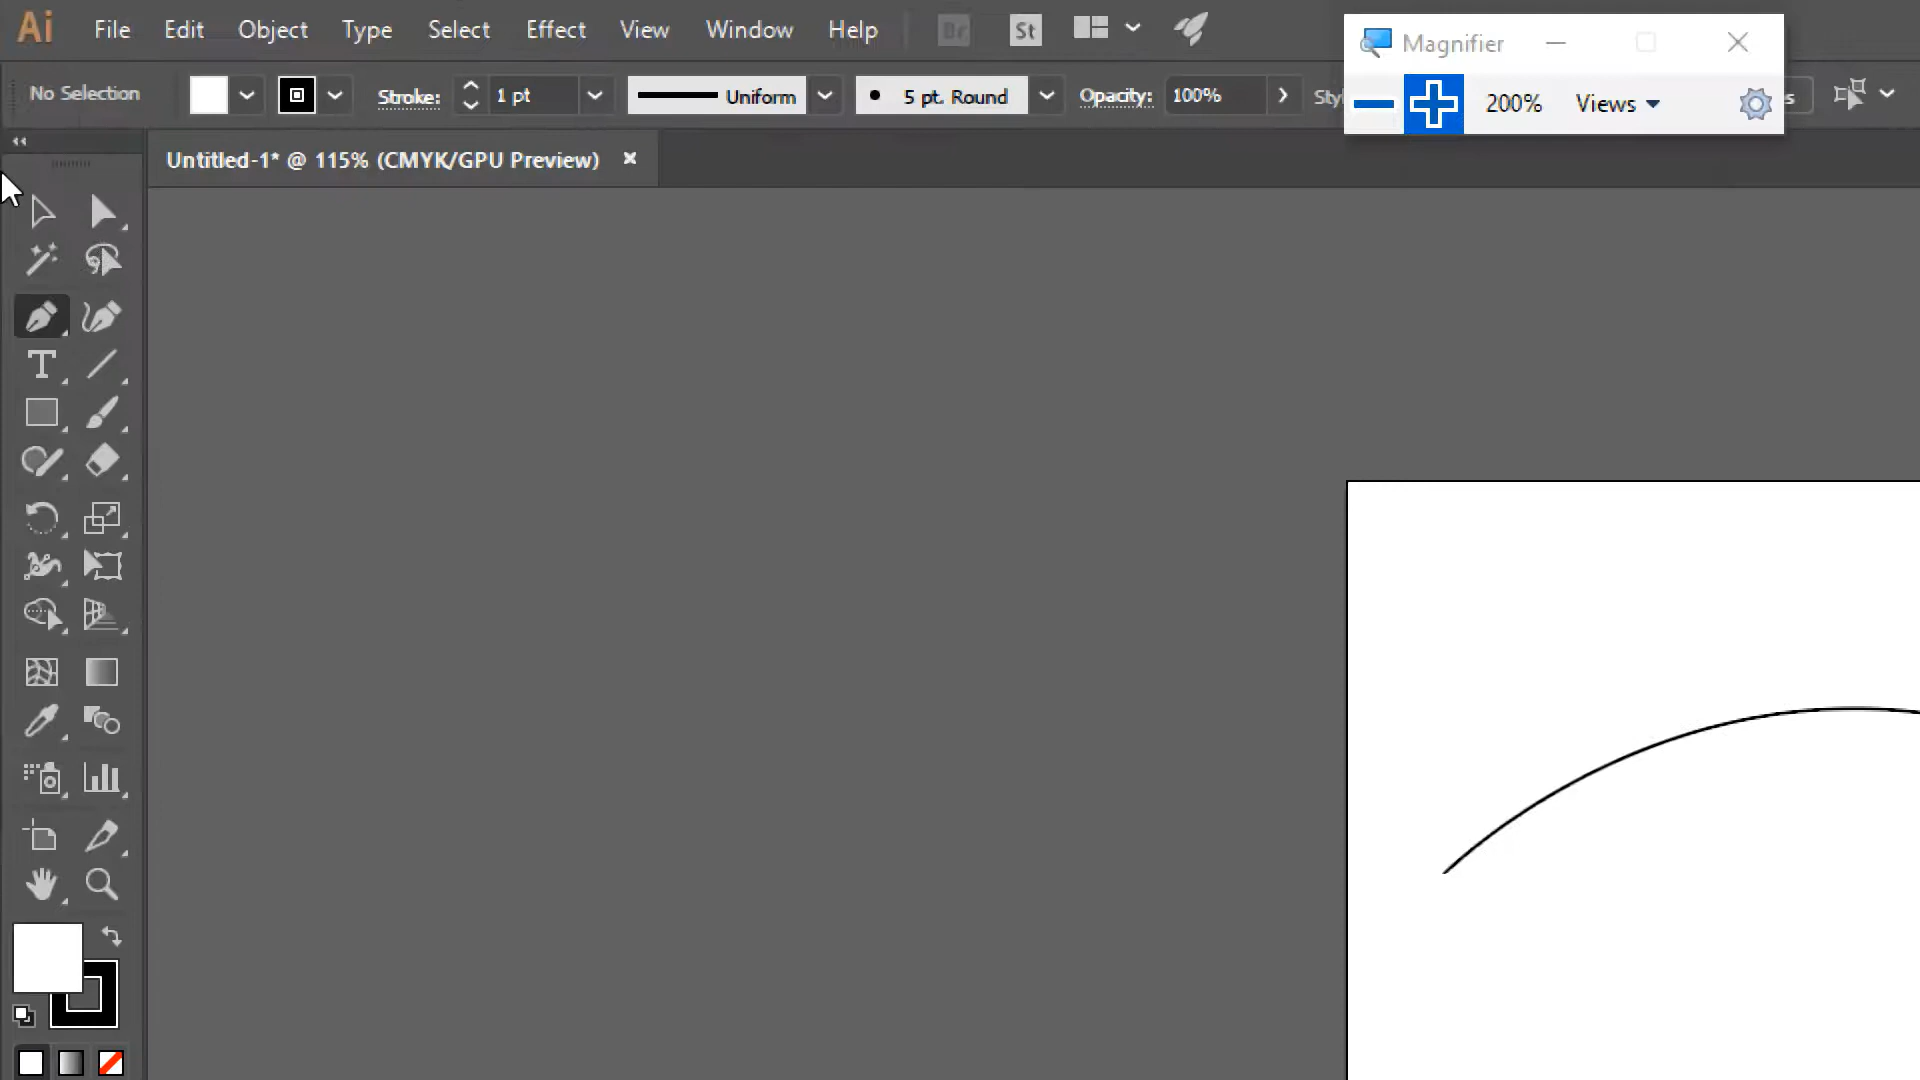 Ai File Edit Object Type Select Effect View Window Help Br St
Magnifier
No Selection Stroke: 1 pt Uniform 5 pt. Round Opacity: 100%
200% Views
Untitled-1* @ 115% (CMYK/GPU Preview)